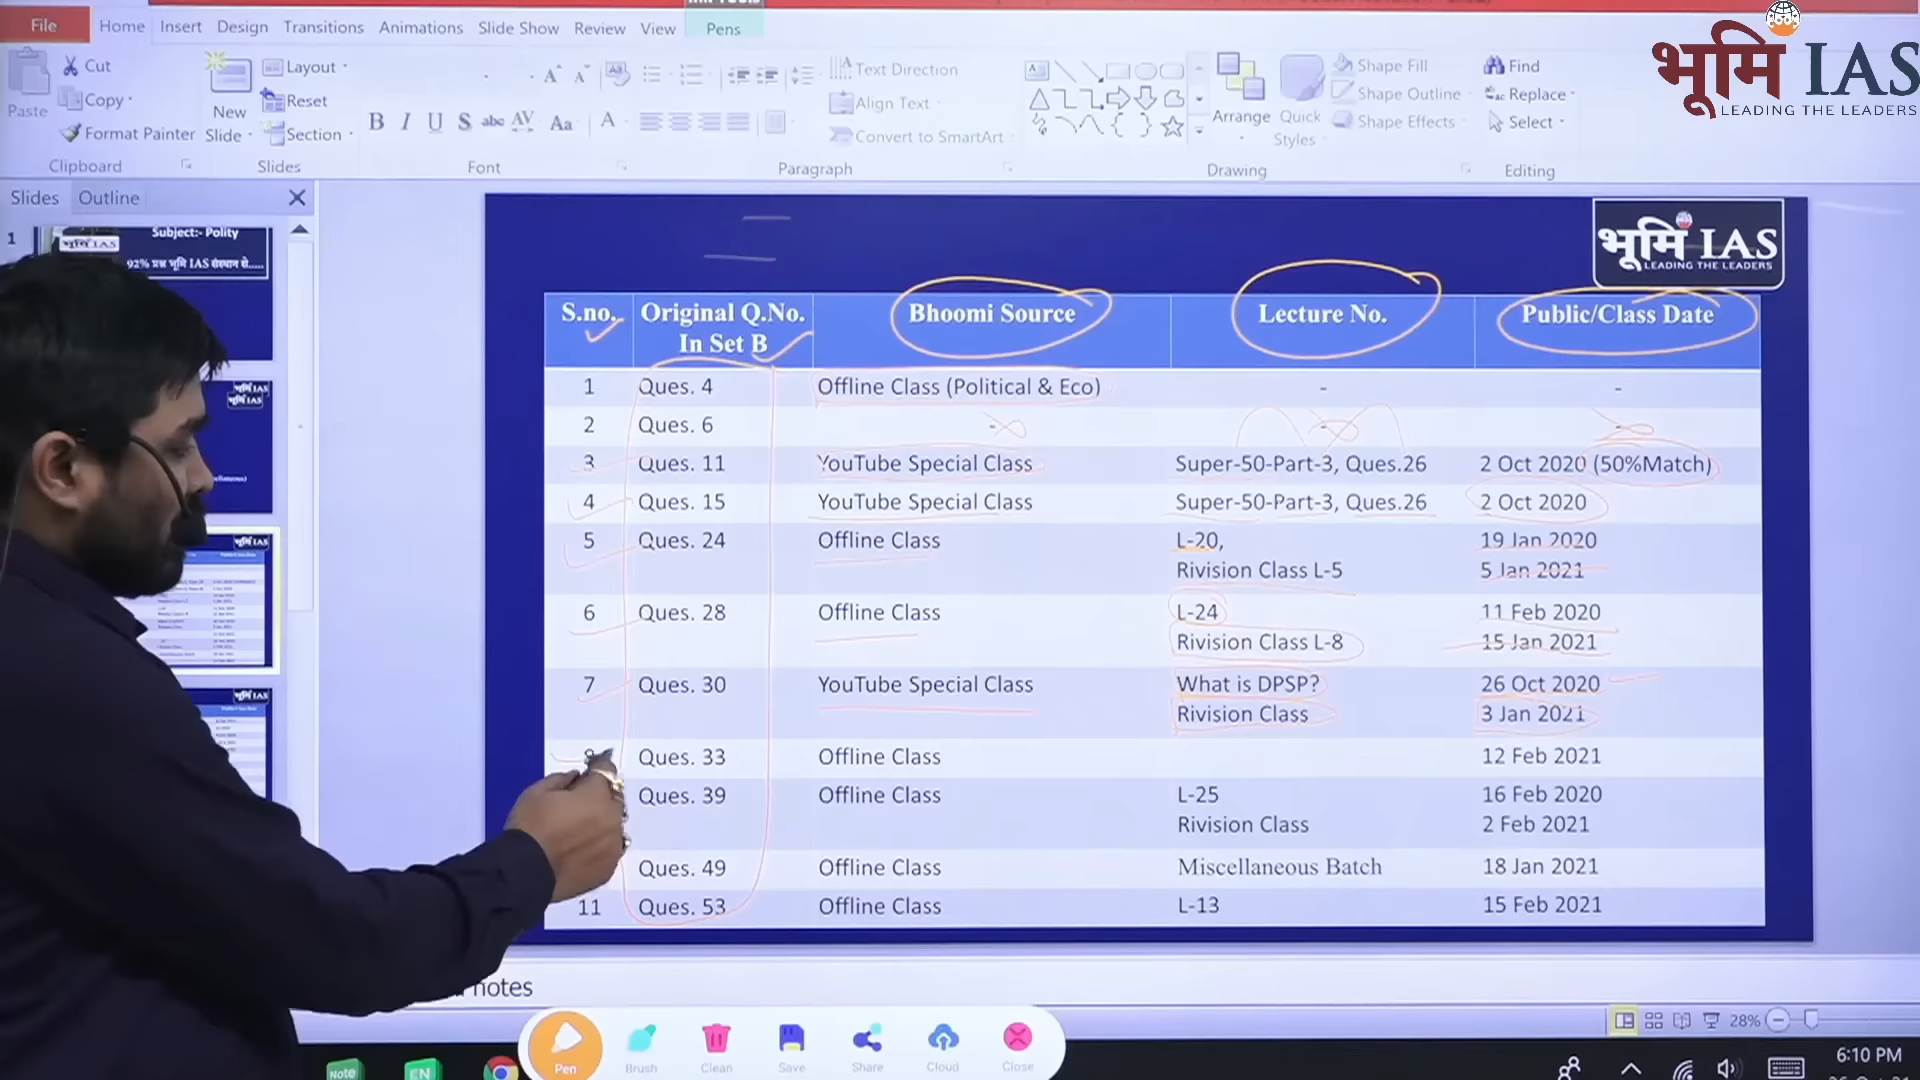 File
Home
Insert
Design
Transitions
Animations
Slide Show
Review
View
Pens
Paste
Cut
Copy
Format Painter
Clipboard
New
Slide
Layout
Reset
Section
Slides
B I U S abc AV Aa A
Font
Text Direction
Align Text
Convert to SmartArt
Paragraph
Arrange
Quick
Styles
Shape Fill
Shape Outline
Shape Effects
Drawing
Find
Replace
Select
Editing
भूमि IAS
LEADING THE LEADERS
Slides
Outline
1
Subject:- Polity
92% प्रश्न भूमि IAS संस्थान से.....
भूमि IAS
LEADING THE LEADERS
S.no. Original Q.No. Bhoomi Source Lecture No. Public/Class Date
In Set B
1 Ques. 4 Offline Class (Political & Eco) - -
2 Ques. 6 - - -
3 Ques. 11 YouTube Special Class Super-50-Part-3, Ques.26 2 Oct 2020 (50%Match)
4 Ques. 15 YouTube Special Class Super-50-Part-3, Ques.26 2 Oct 2020
5 Ques. 24 Offline Class L-20, 19 Jan 2020
Rivision Class L-5 5 Jan 2021
6 Ques. 28 Offline Class L-24 11 Feb 2020
Rivision Class L-8 15 Jan 2021
7 Ques. 30 YouTube Special Class What is DPSP? 26 Oct 2020
Rivision Class 3 Jan 2021
Ques. 33 Offline Class 12 Feb 2021
Ques. 39 Offline Class L-25 16 Feb 2020
Rivision Class 2 Feb 2021
Ques. 49 Offline Class Miscellaneous Batch 18 Jan 2021
11 Ques. 53 Offline Class L-13 15 Feb 2021
notes
Pen
Brush
Clean
Save
Share
Cloud
Close
28%
Note
EN
6:10 PM